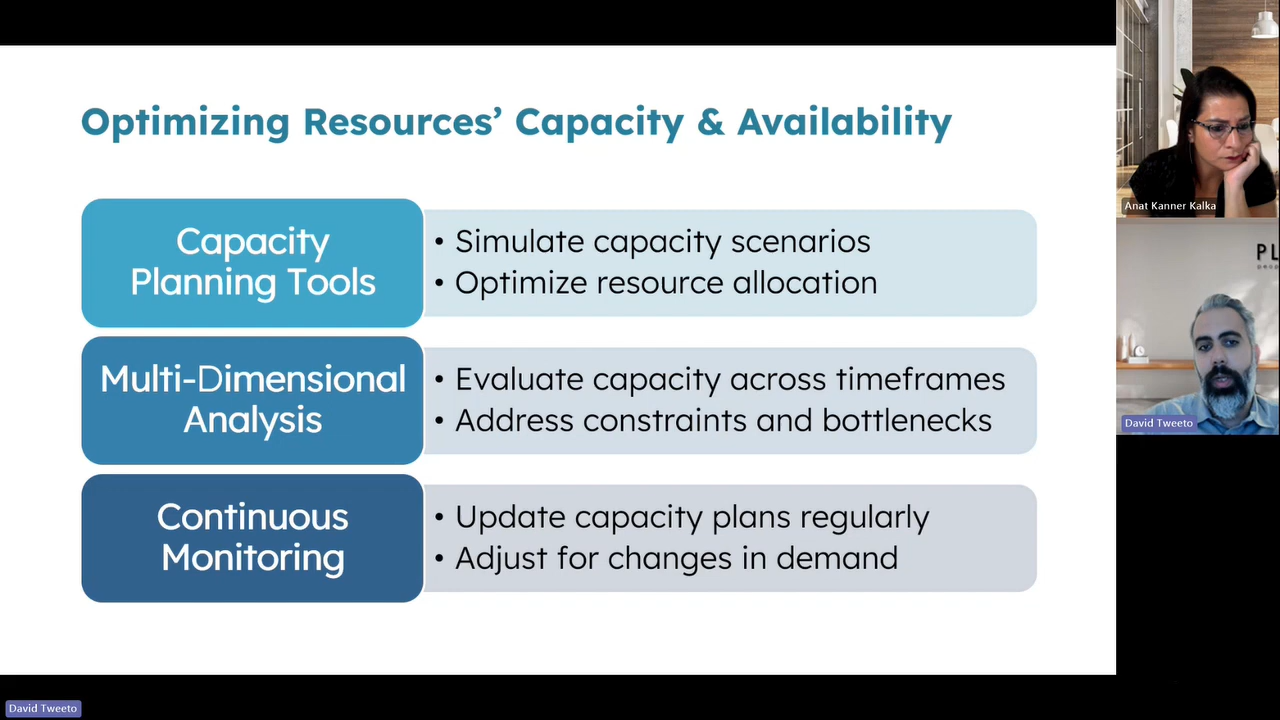 Optimizing Resources’ Capacity & Availability
Capacity
Planning Tools
• Simulate capacity scenarios
• Optimize resource allocation
Multi-Dimensional
Analysis
• Evaluate capacity across timeframes
• Address constraints and bottlenecks
Continuous
Monitoring
• Update capacity plans regularly
• Adjust for changes in demand
Anat Kanner Kalka
PL
David Tweeto
David Tweeto